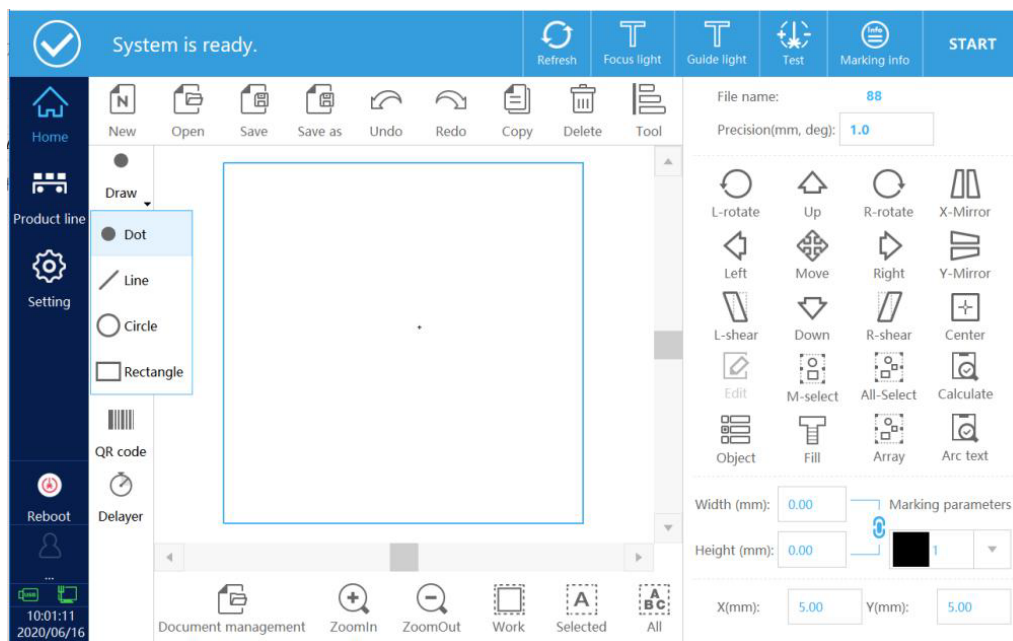 System is ready.
Refresh
Focus light
Guide light
Test
Info
Marking Info
START
Home
Product line
Setting
Reboot
...
USB
10:01:11
2020/06/16
N
New
Open
Save
Save as
Undo
Redo
Copy
Delete
Tool
Draw
Dot
Line
Circle
Rectangle
QR code
Delayer
Document management
ZoomIn
ZoomOut
Work
A
Selected
A
B C
All
File name: 88
Precision(mm, deg): 1.0
L-rotate
Up
R-rotate
X-Mirror
Left
Move
Right
Y-Mirror
L-shear
Down
R-shear
Center
Edit
M-select
All-Select
Calculate
Object
Fill
Array
Arc text
Width (mm): 0.00
Marking parameters
Height (mm): 0.00
1
X(mm): 5.00 Y(mm): 5.00